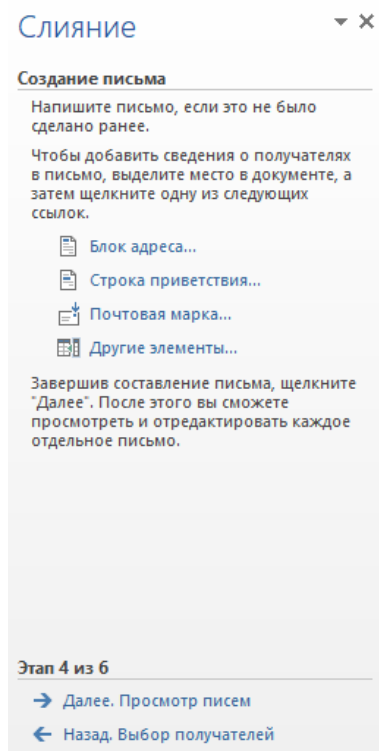 Слияние
Создание письма
Напишите письмо, если это не было
сделано ранее.
Чтобы добавить сведения о получателях
в письмо, выделите место в документе, а
затем щелкните одну из следующих
ссылок.
Блок адреса...
Строка приветствия...
Почтовая марка...
Другие элементы...
Завершив составление письма, щелкните
"Далее". После этого вы сможете
просмотреть и отредактировать каждое
отдельное письмо.
Этап 4 из 6
Далее. Просмотр писем
Назад. Выбор получателей